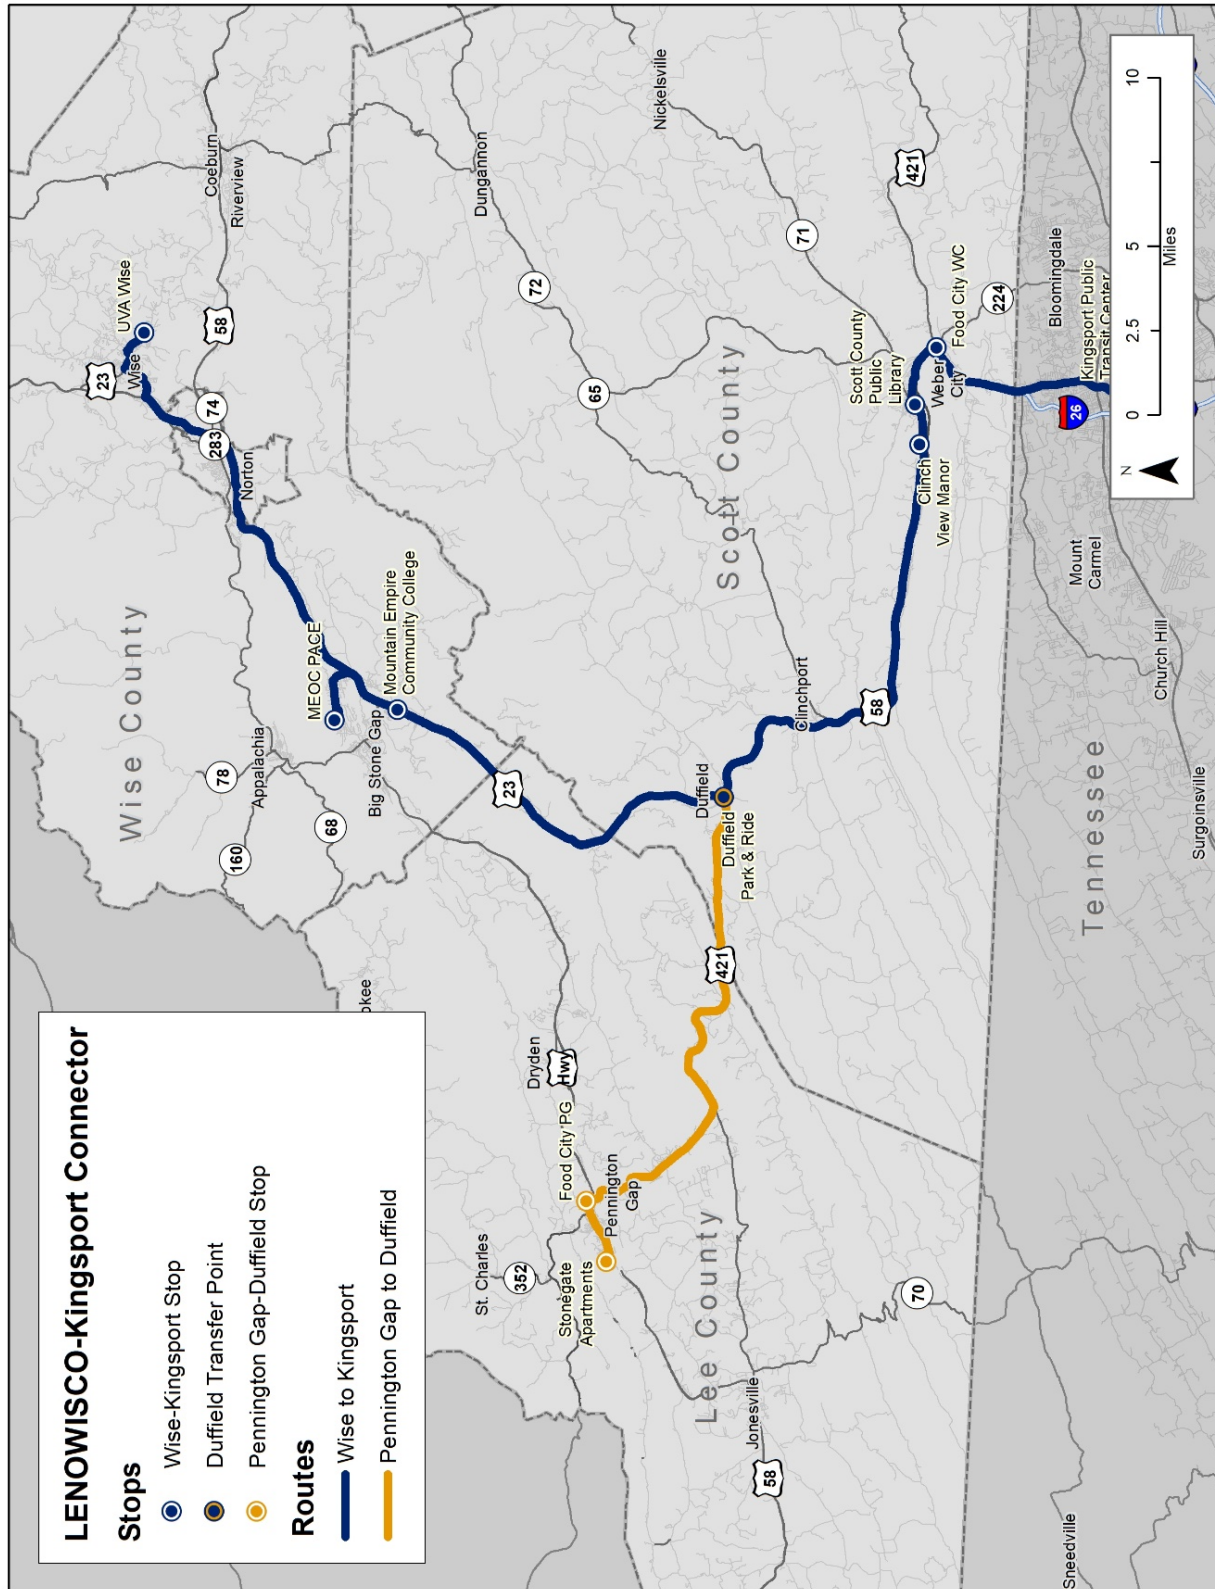 LENOWISCO-Kingsport Connector
Stops
Wise-Kingsport Stop
Duffield Transfer Point
Pennington Gap-Duffield Stop
Routes
Wise to Kingsport
Pennington Gap to Duffield
Wise County
23
UVA Wise
Wise
Coeburn
Riverview
58
74
283
Norton
78
160
Appalachia
68
MEOC PACE
Big Stone Gap
Mountain Empire
Community College
okee
23
Dungannon
72
65
Nickelsville
71
Scott County
St. Charles
352
Dryden
Hwy
Food City PG
Stonegate
Apartments
Pennington
Gap
Lee County
421
Duffield
Duffield
Park & Ride
Clinchport
58
Jonesville
58
70
Scott County
Public
Library
Clinch
View Manor
Weber
City
Food City WC
421
224
Bloomingdale
Kingsport Public
Transit Center
26
Mount
Carmel
Church Hill
Surgoinsville
Tennessee
Sneedville
N
0
2.5
5
10
Miles